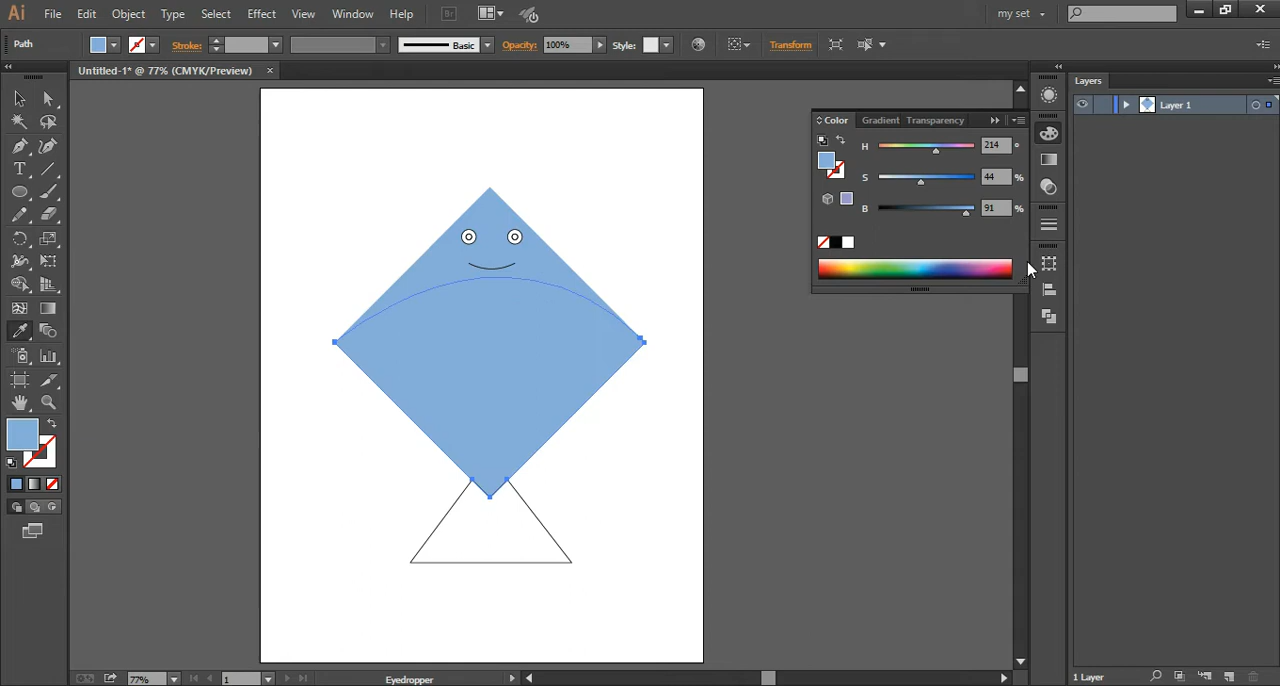 Ai File Edit Object Type Select Effect View Window Help Br my set
Path Stroke: Basic Opacity: 100% Style: Transform
Untitled-1* @ 77% (CMYK/Preview) ×
Layers
Layer 1
Color Gradient Transparency
H 214 °
S 44 %
B 91 %
77% 1 Eyedropper 1 Layer